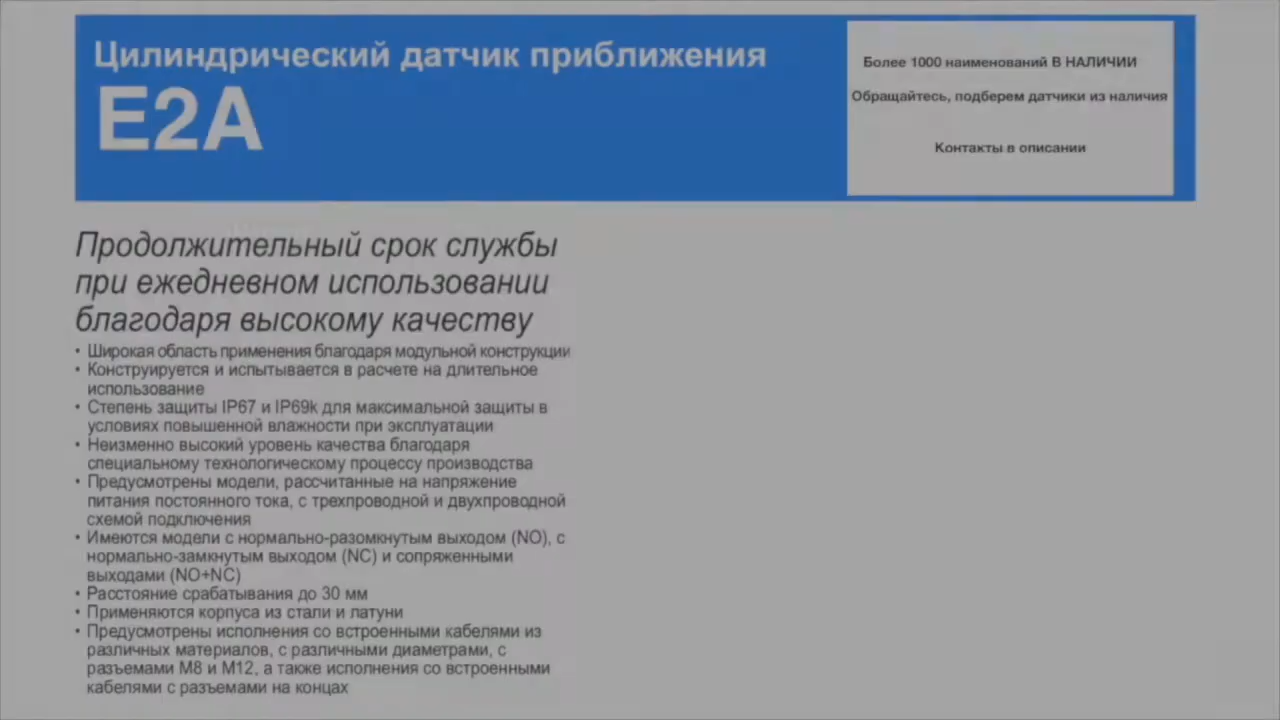 Цилиндрический датчик приближения
E2A
Более 1000 наименований В НАЛИЧИИ
Обращайтесь, подберем датчики из наличия
Контакты в описании
Продолжительный срок службы
при ежедневном использовании
благодаря высокому качеству
• Широкая область применения благодаря модульной конструкции
• Конструируется и испытывается в расчете на длительное
использование
• Степень защиты IP67 и IP69k для максимальной защиты в
условиях повышенной влажности при эксплуатации
• Неизменно высокий уровень качества благодаря
специальному технологическому процессу производства
• Предусмотрены модели, рассчитанные на напряжение
питания постоянного тока, с трехпроводной и двухпроводной
схемой подключения
• Имеются модели с нормально-разомкнутым выходом (NO), с
нормально-замкнутым выходом (NC) и сопряженными
выходами (NO+NC)
• Расстояние срабатывания до 30 мм
• Применяются корпуса из стали и латуни
• Предусмотрены исполнения со встроенными кабелями из
различных материалов, с различными диаметрами, с
разъемами M8 и M12, а также исполнения со встроенными
кабелями с разъемами на концах